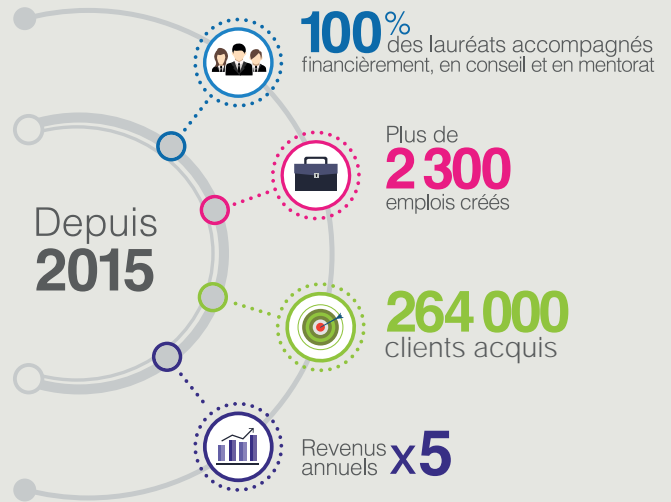 Depuis
2015
100% des lauréats accompagnés
financièrement, en conseil et en mentorat
Plus de
2 300
emplois créés
264 000
clients acquis
Revenus
annuels x5